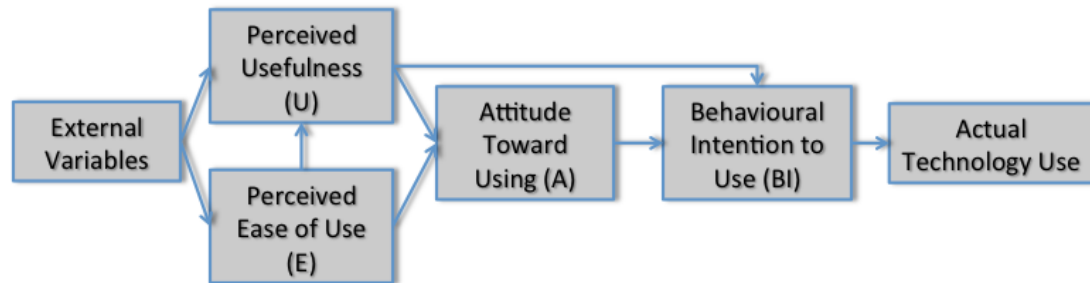 External
Variables
Perceived
Usefulness
(U)
Perceived
Ease of Use
(E)
Attitude
Toward
Using (A)
Behavioural
Intention to
Use (BI)
Actual
Technology Use